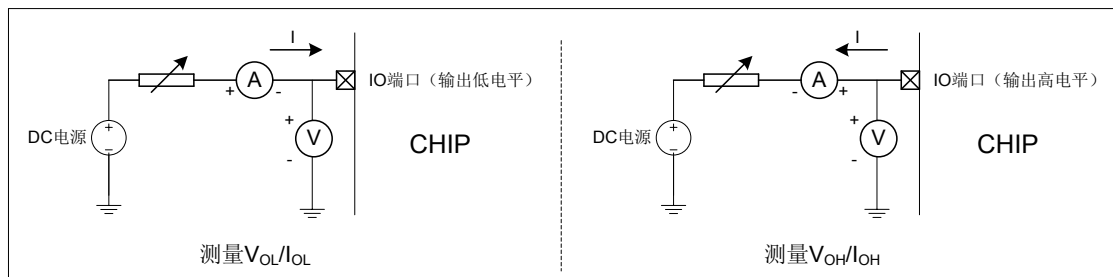 I
A
+ -
IO端口（输出低电平）
+
V
-
+
-
DC电源
CHIP
测量VOL/IOL
I
A
- +
IO端口（输出高电平）
+
V
-
+
-
DC电源
CHIP
测量VOH/IOH